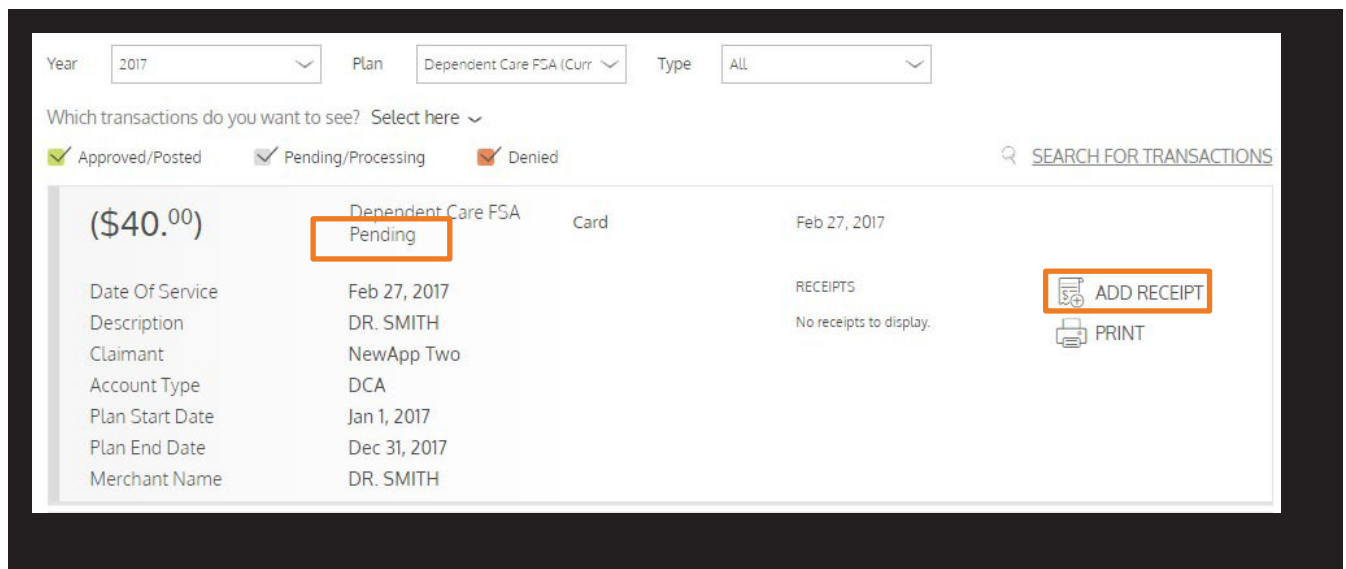 Year 2017 Plan Dependent Care FSA (Curr Type All
Which transactions do you want to see? Select here
Approved/Posted Pending/Processing Denied SEARCH FOR TRANSACTIONS
($40.00) Dependent Care FSA Card Feb 27, 2017
Pending
Date Of Service Feb 27, 2017 RECEIPTS ADD RECEIPT
Description DR. SMITH No receipts to display. PRINT
Claimant NewApp Two
Account Type DCA
Plan Start Date Jan 1, 2017
Plan End Date Dec 31, 2017
Merchant Name DR. SMITH